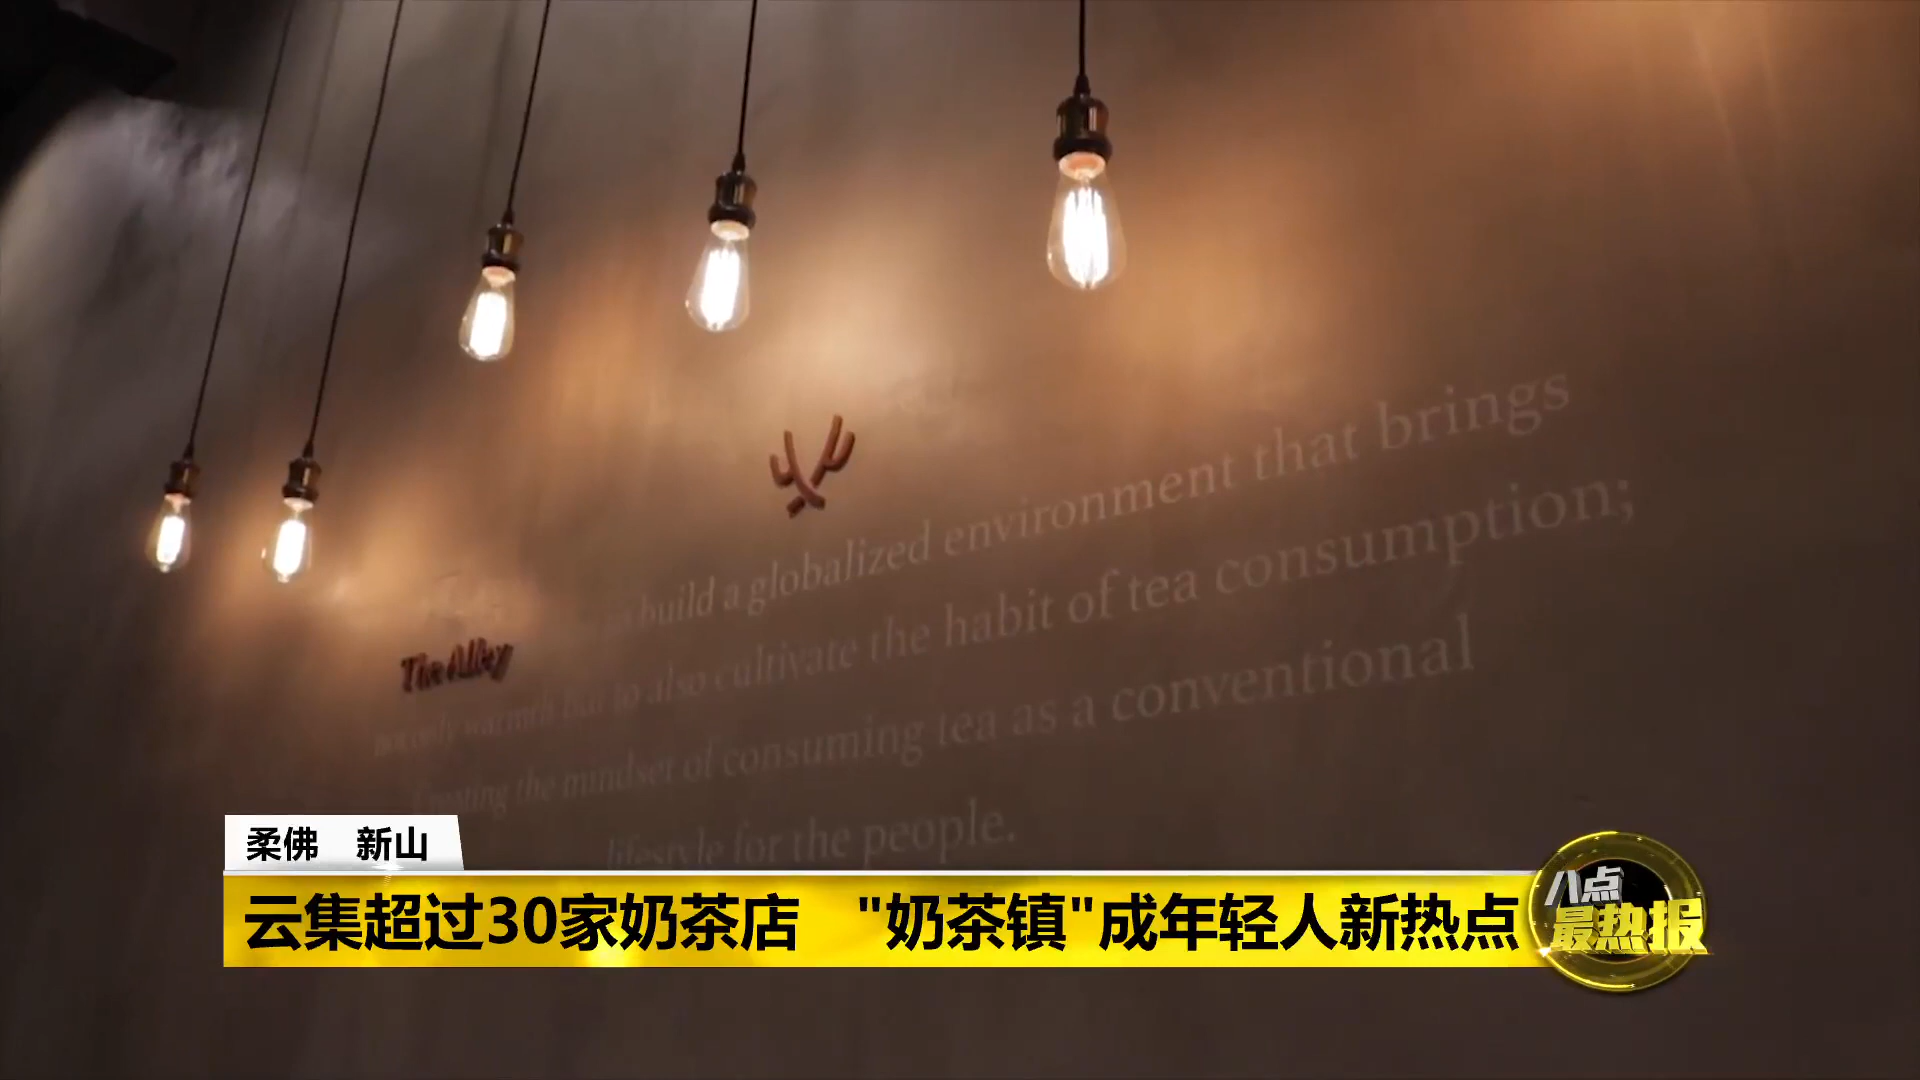 build a globalized environment that brings
The Alley
but to also cultivate the habit of tea consumption;
the mindset of consuming tea as a conventional
lifestyle for the people.
柔佛 新山
云集超过30家奶茶店 "奶茶镇"成年轻人新热点
八点
最热报